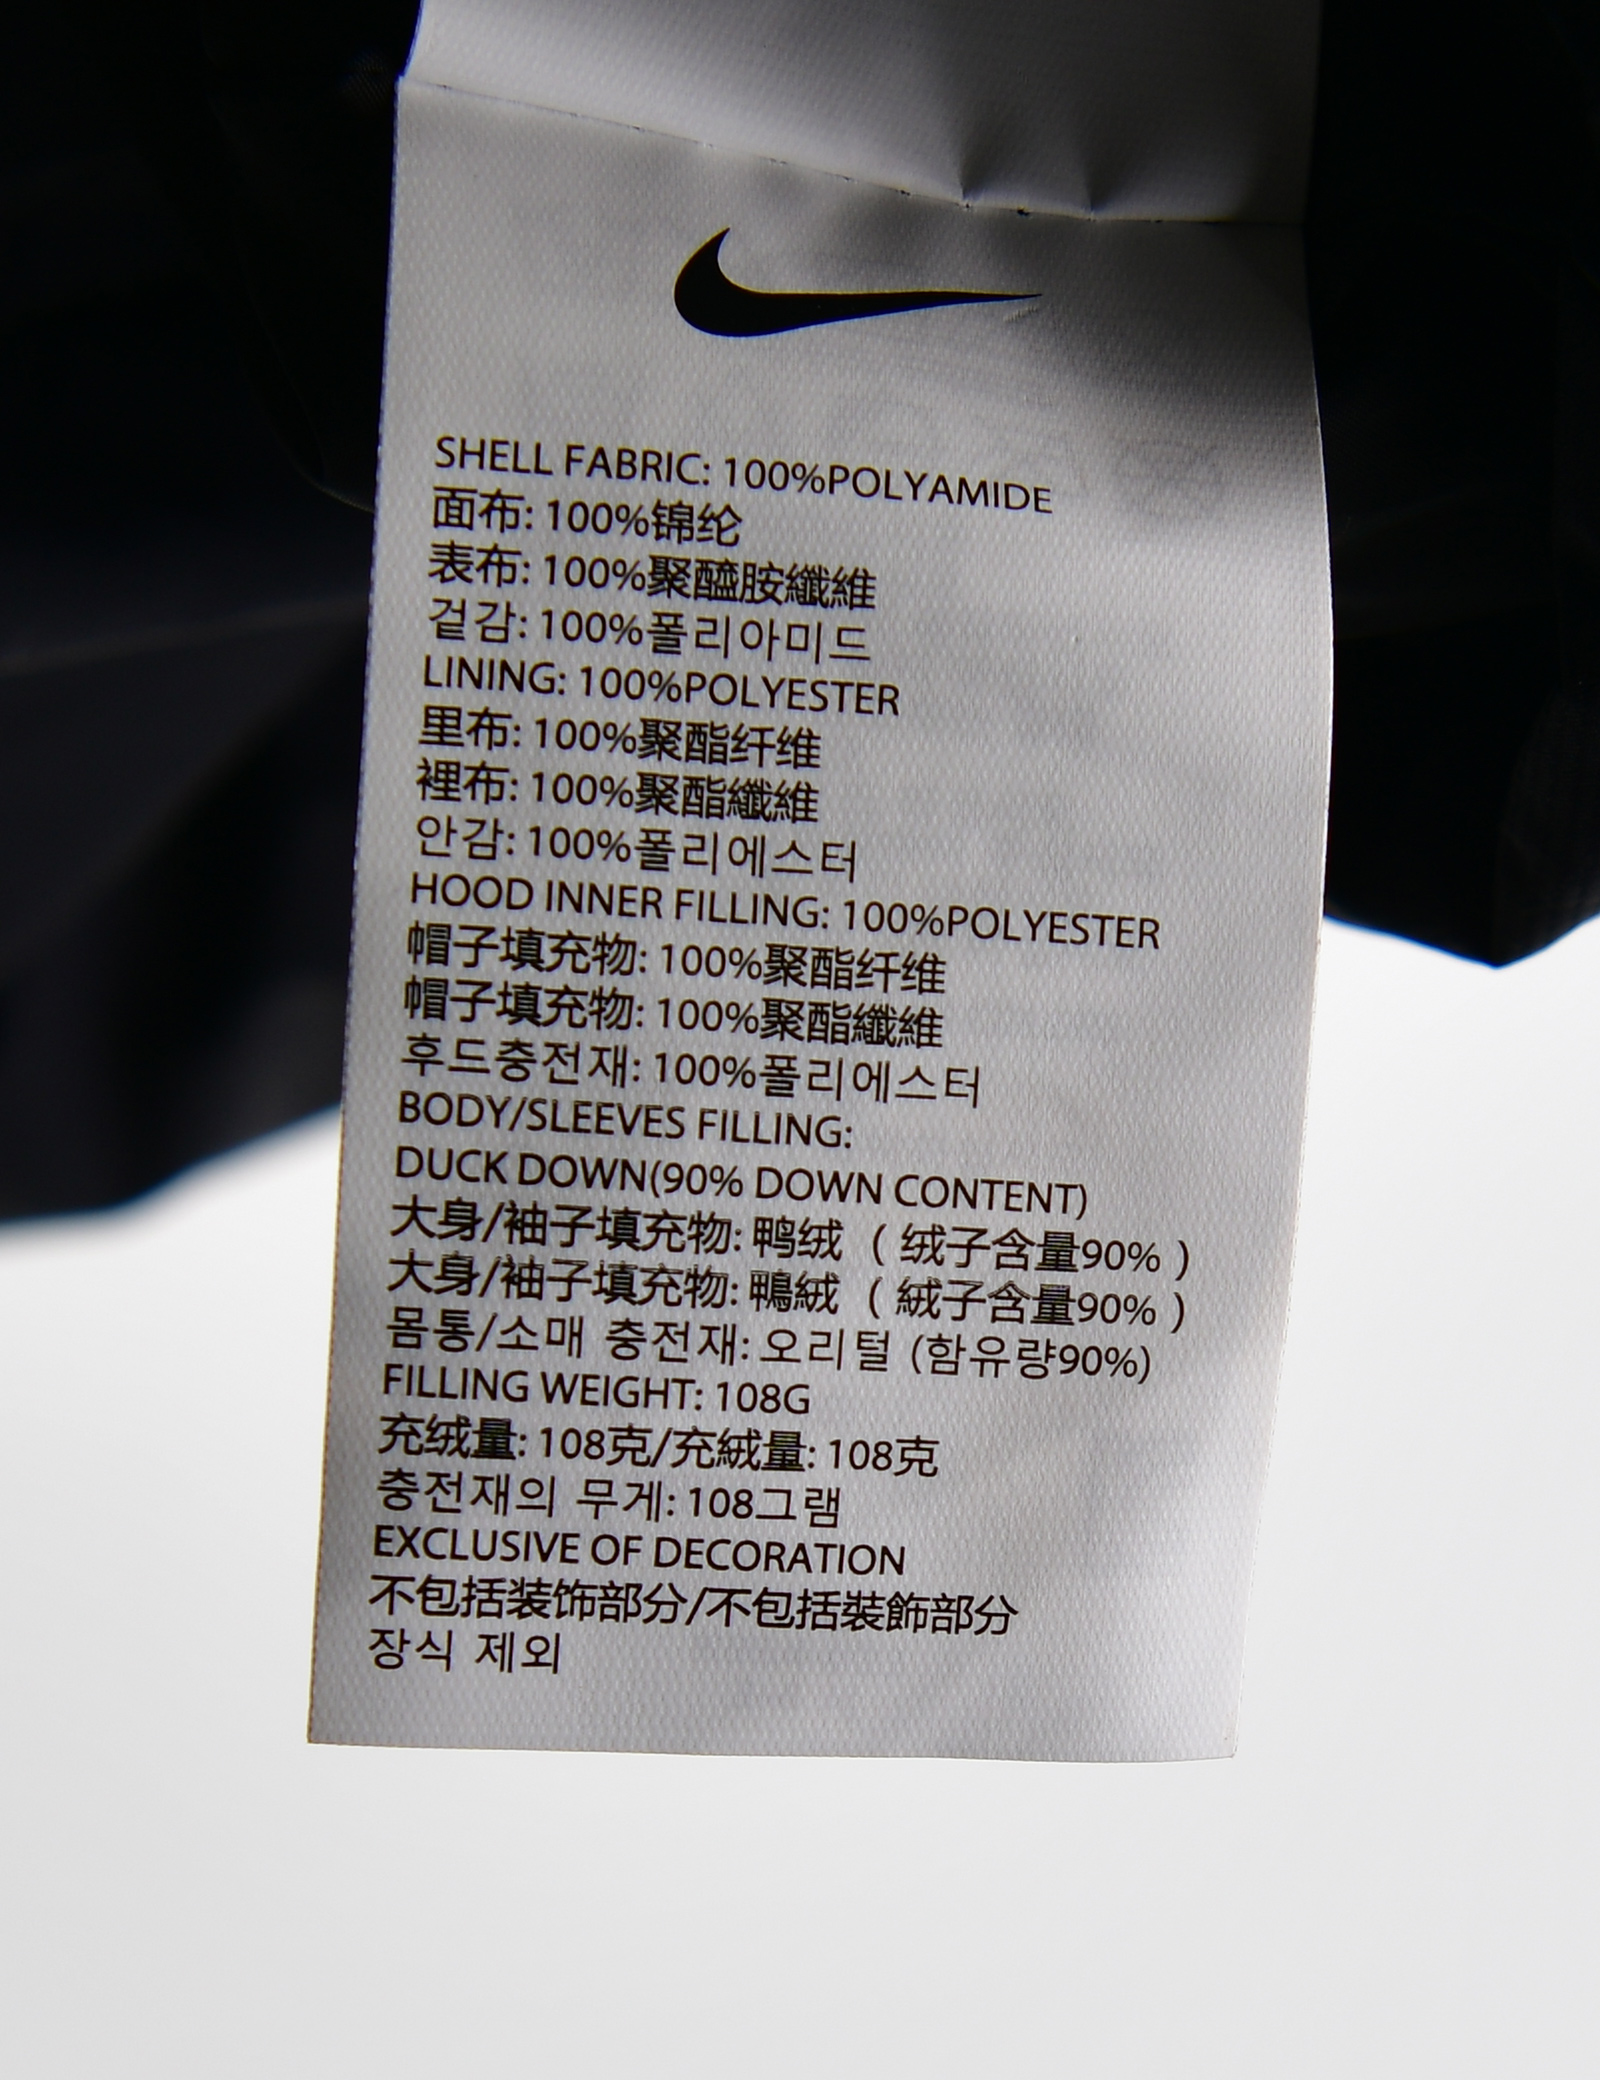 SHELL FABRIC: 100%POLYAMIDE
面布: 100%锦纶
表布: 100%聚醯胺纖維
겉감: 100%폴리아미드
LINING: 100%POLYESTER
里布: 100%聚酯纤维
裡布: 100%聚酯纖維
안감: 100%폴리에스터
HOOD INNER FILLING: 100%POLYESTER
帽子填充物: 100%聚酯纤维
帽子填充物: 100%聚酯纖維
후드충전재: 100%폴리에스터
BODY/SLEEVES FILLING:
DUCK DOWN(90% DOWN CONTENT)
大身/袖子填充物: 鸭绒 ( 绒子含量90% )
大身/袖子填充物: 鴨絨 ( 絨子含量90% )
몸통/소매 충전재: 오리털 (함유량90%)
FILLING WEIGHT: 108G
充绒量: 108克/充絨量: 108克
충전재의 무게: 108그램
EXCLUSIVE OF DECORATION
不包括装饰部分/不包括裝飾部分
장식 제외